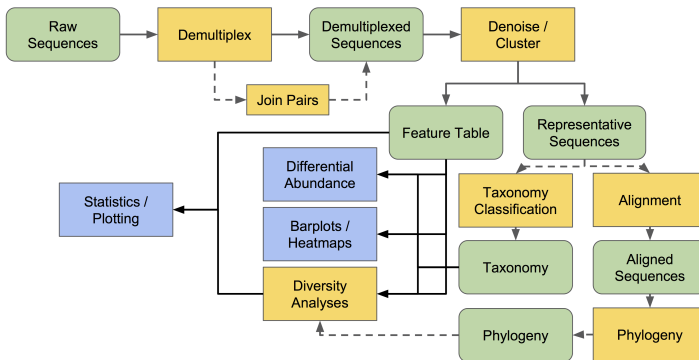 Raw
Sequences
Demultiplex
Demultiplexed
Sequences
Denoise /
Cluster
Join Pairs
Feature Table
Representative
Sequences
Differential
Abundance
Statistics /
Plotting
Taxonomy
Classification
Alignment
Barplots /
Heatmaps
Diversity
Analyses
Taxonomy
Aligned
Sequences
Phylogeny
Phylogeny